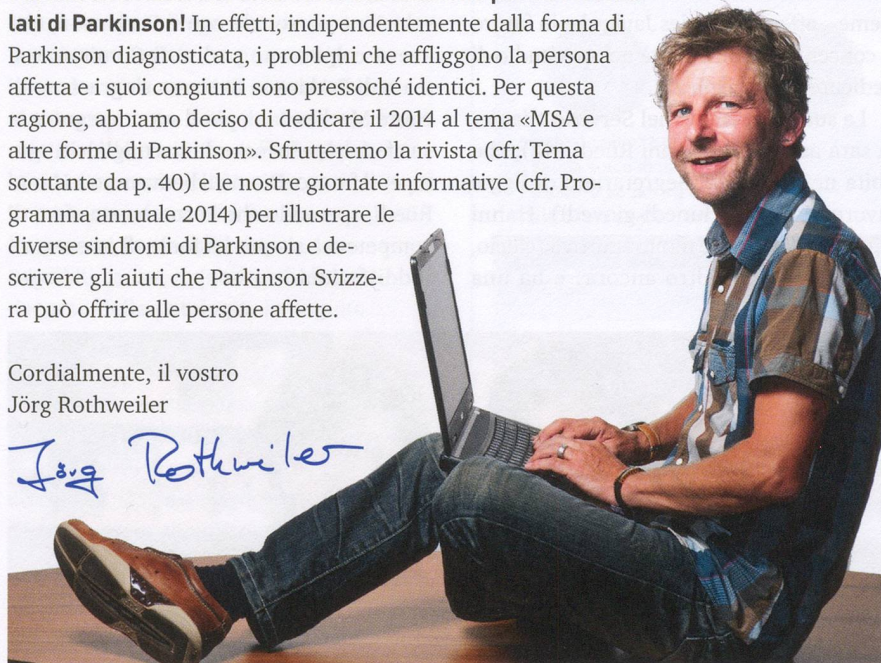 lati di Parkinson! In effetti, indipendentemente dalla forma di
Parkinson diagnosticata, i problemi che affliggono la persona
affetta e i suoi congiunti sono pressoché identici. Per questa
ragione, abbiamo deciso di dedicare il 2014 al tema «MSA e
altre forme di Parkinson». Sfrutteremo la rivista (cfr. Tema
scottante da p. 40) e le nostre giornate informative (cfr. Pro-
gramma annuale 2014) per illustrare le
diverse sindromi di Parkinson e de-
scrivere gli aiuti che Parkinson Svizze-
ra può offrire alle persone affette.
Cordialmente, il vostro
Jörg Rothweiler
Jörg Rothweiler